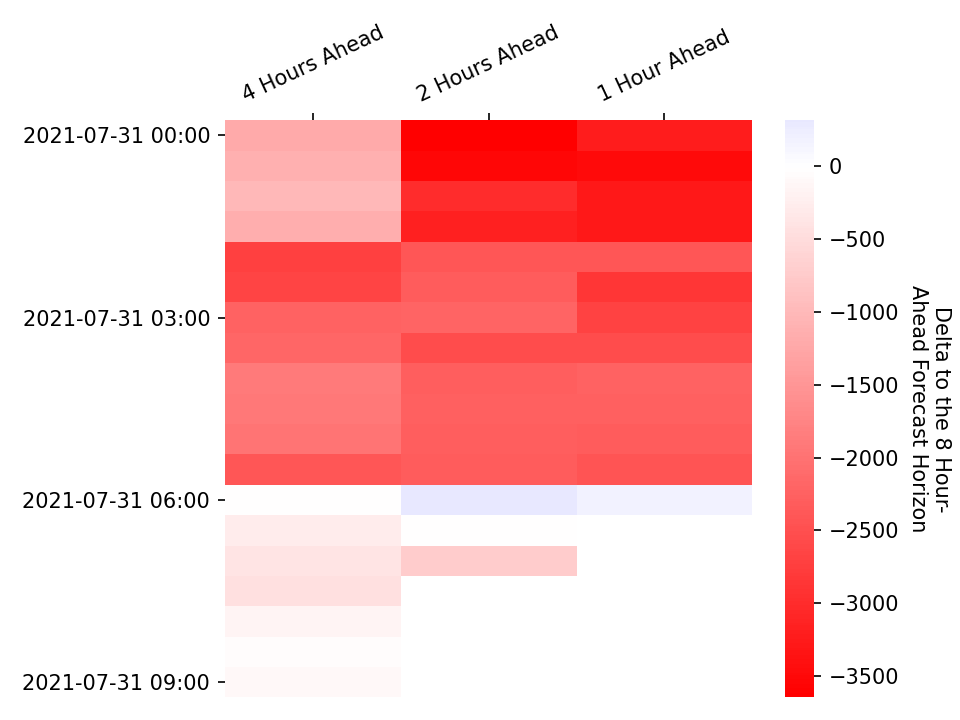 4 Hours Ahead
2 Hours Ahead
1 Hour Ahead
2021-07-31 00:00
2021-07-31 03:00
2021-07-31 06:00
2021-07-31 09:00
0
−500
−1000
−1500
−2000
−2500
−3000
−3500
Delta to the 8 Hour-
Ahead Forecast Horizon